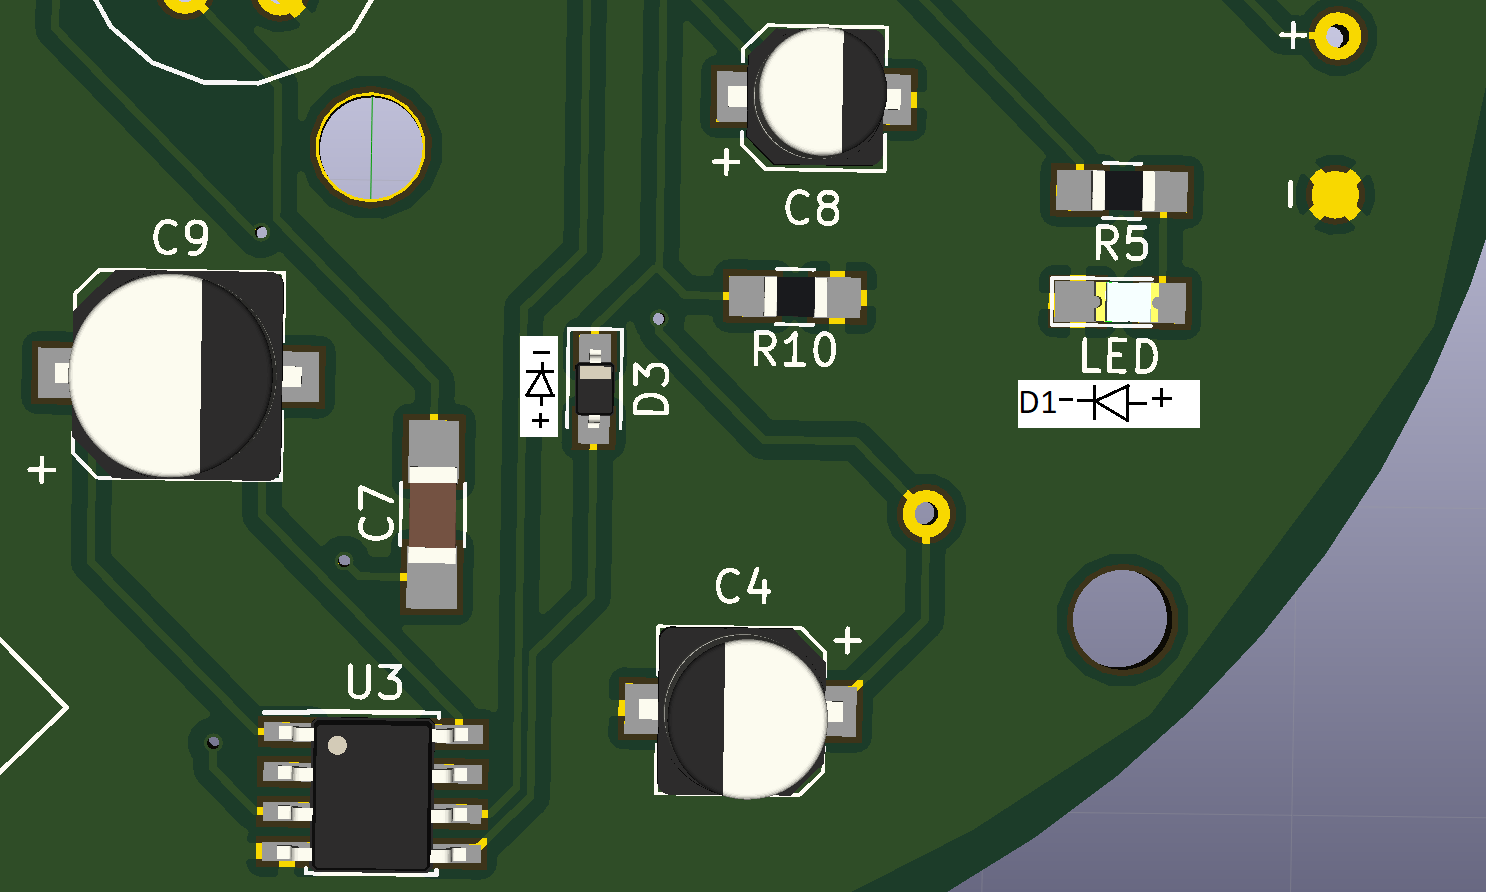 +
+
C8
C9
R5
R10
LED
−
+
D3
D1 − +
+
C7
C4
+
U3